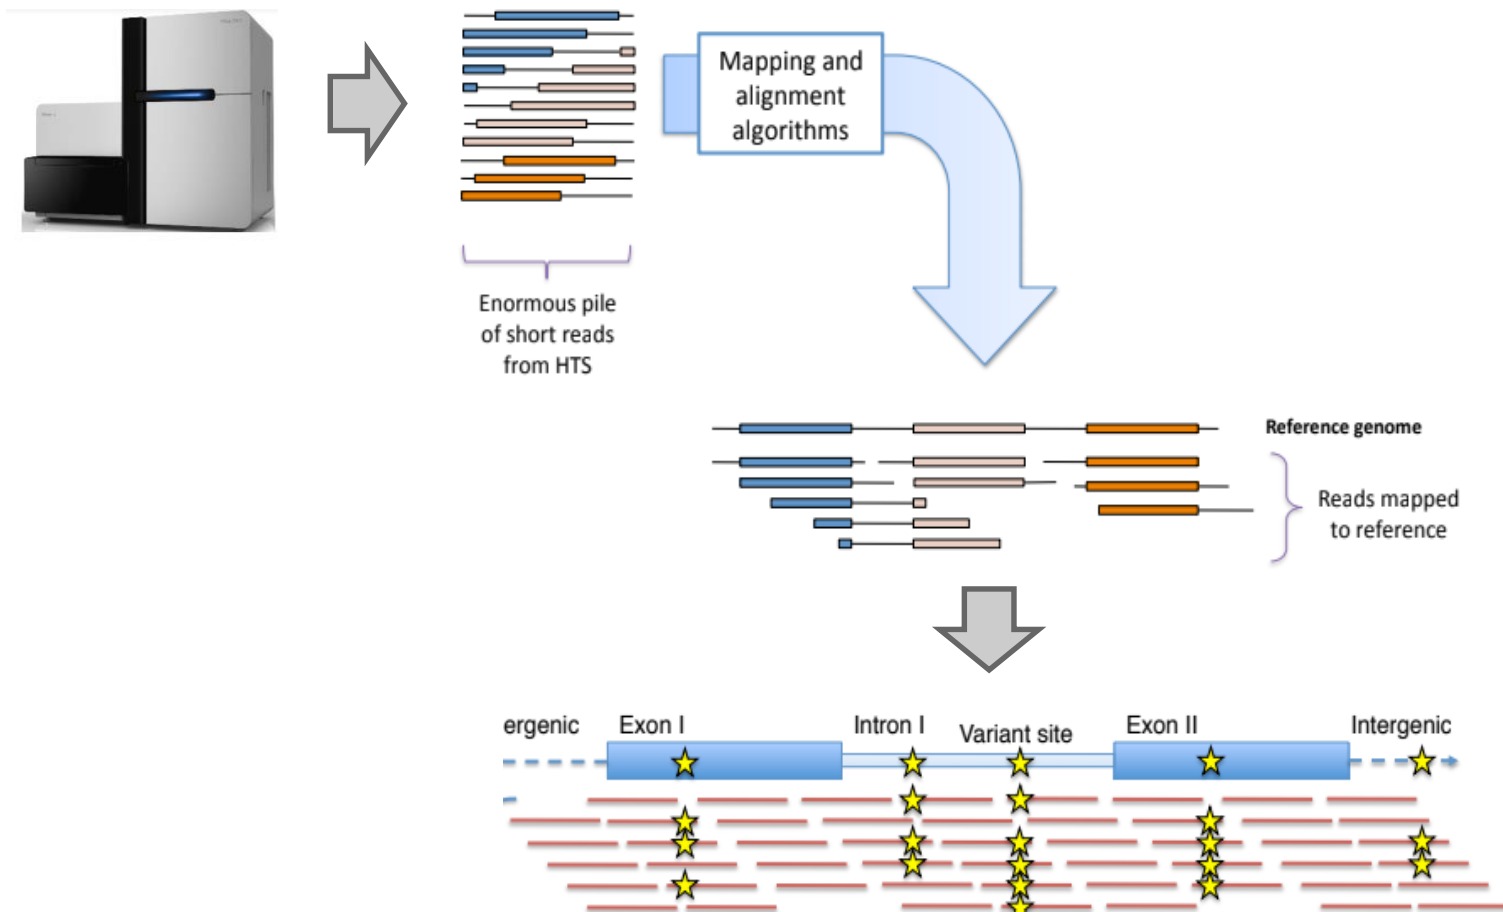 Mapping and
alignment
algorithms
Enormous pile
of short reads
from HTS
Reference genome
Reads mapped
to reference
ergenic
Exon I
Intron I
Variant site
Exon II
Intergenic